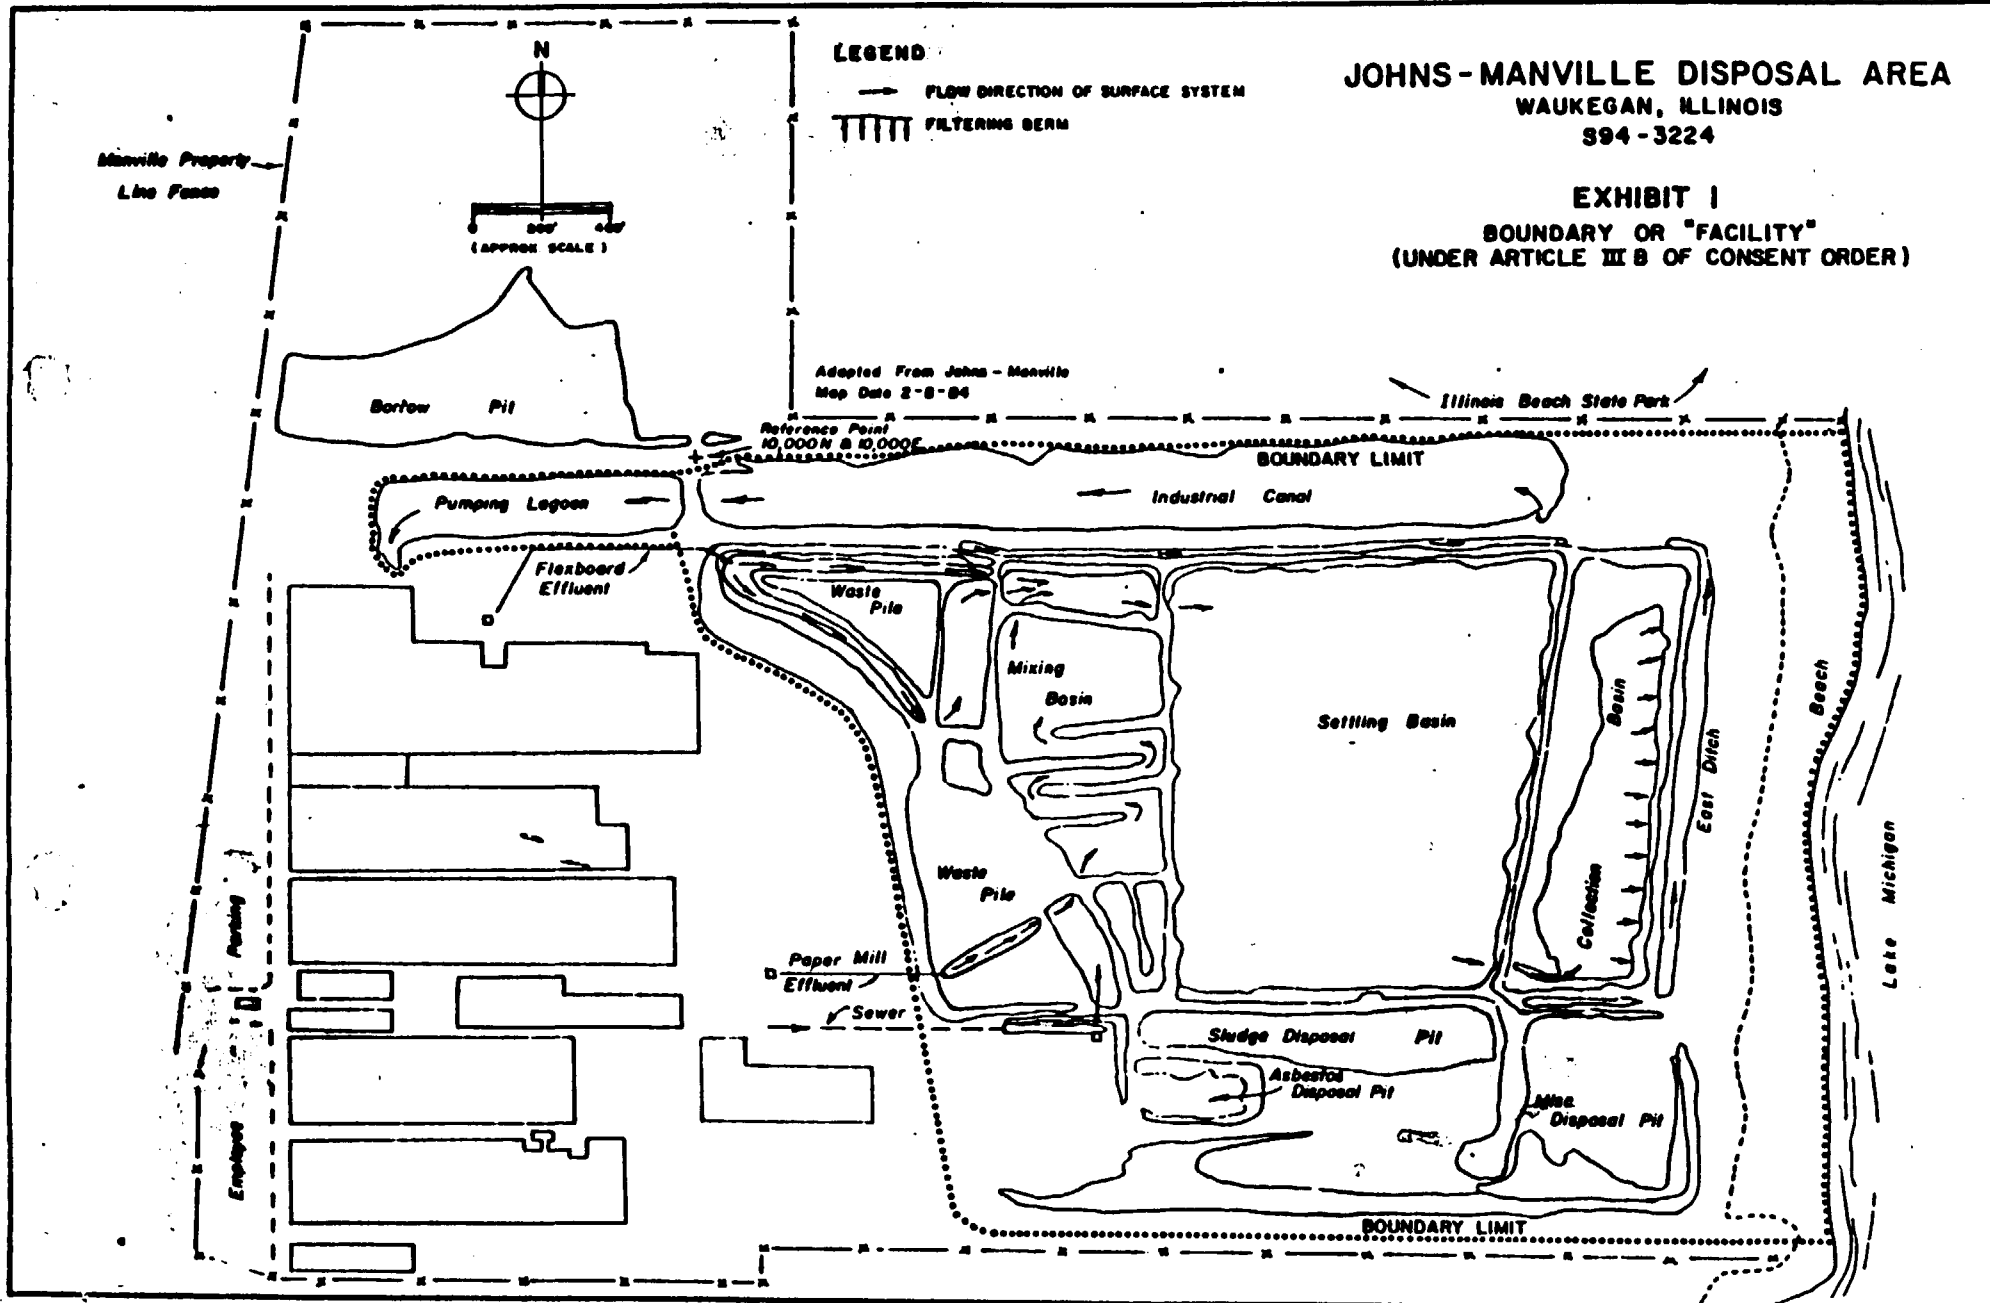 JOHNS-MANVILLE DISPOSAL AREA
WAUKEGAN, ILLINOIS
S94-3224
EXHIBIT I
BOUNDARY OR "FACILITY"
(UNDER ARTICLE III B OF CONSENT ORDER)
LEGEND
FLOW DIRECTION OF SURFACE SYSTEM
FILTERING BERM
N
0 200' 400'
(APPROX SCALE)
Manville Property
Line Fence
Adapted From Johns-Manville
Map Date 2-8-84
Illinois Beach State Park
Borrow Pit
Reference Point
10,000N & 10,000E
BOUNDARY LIMIT
Pumping Lagoon
Industrial Canal
Flexboard
Effluent
Waste
Pile
Mixing
Basin
Settling Basin
Collection Basin
East Ditch
Beach
Lake Michigan
Waste
Pile
Parking
Employee
Paper Mill
Effluent
Sewer
Sludge Disposal Pit
Asbestos
Disposal Pit
Misc.
Disposal Pit
BOUNDARY LIMIT